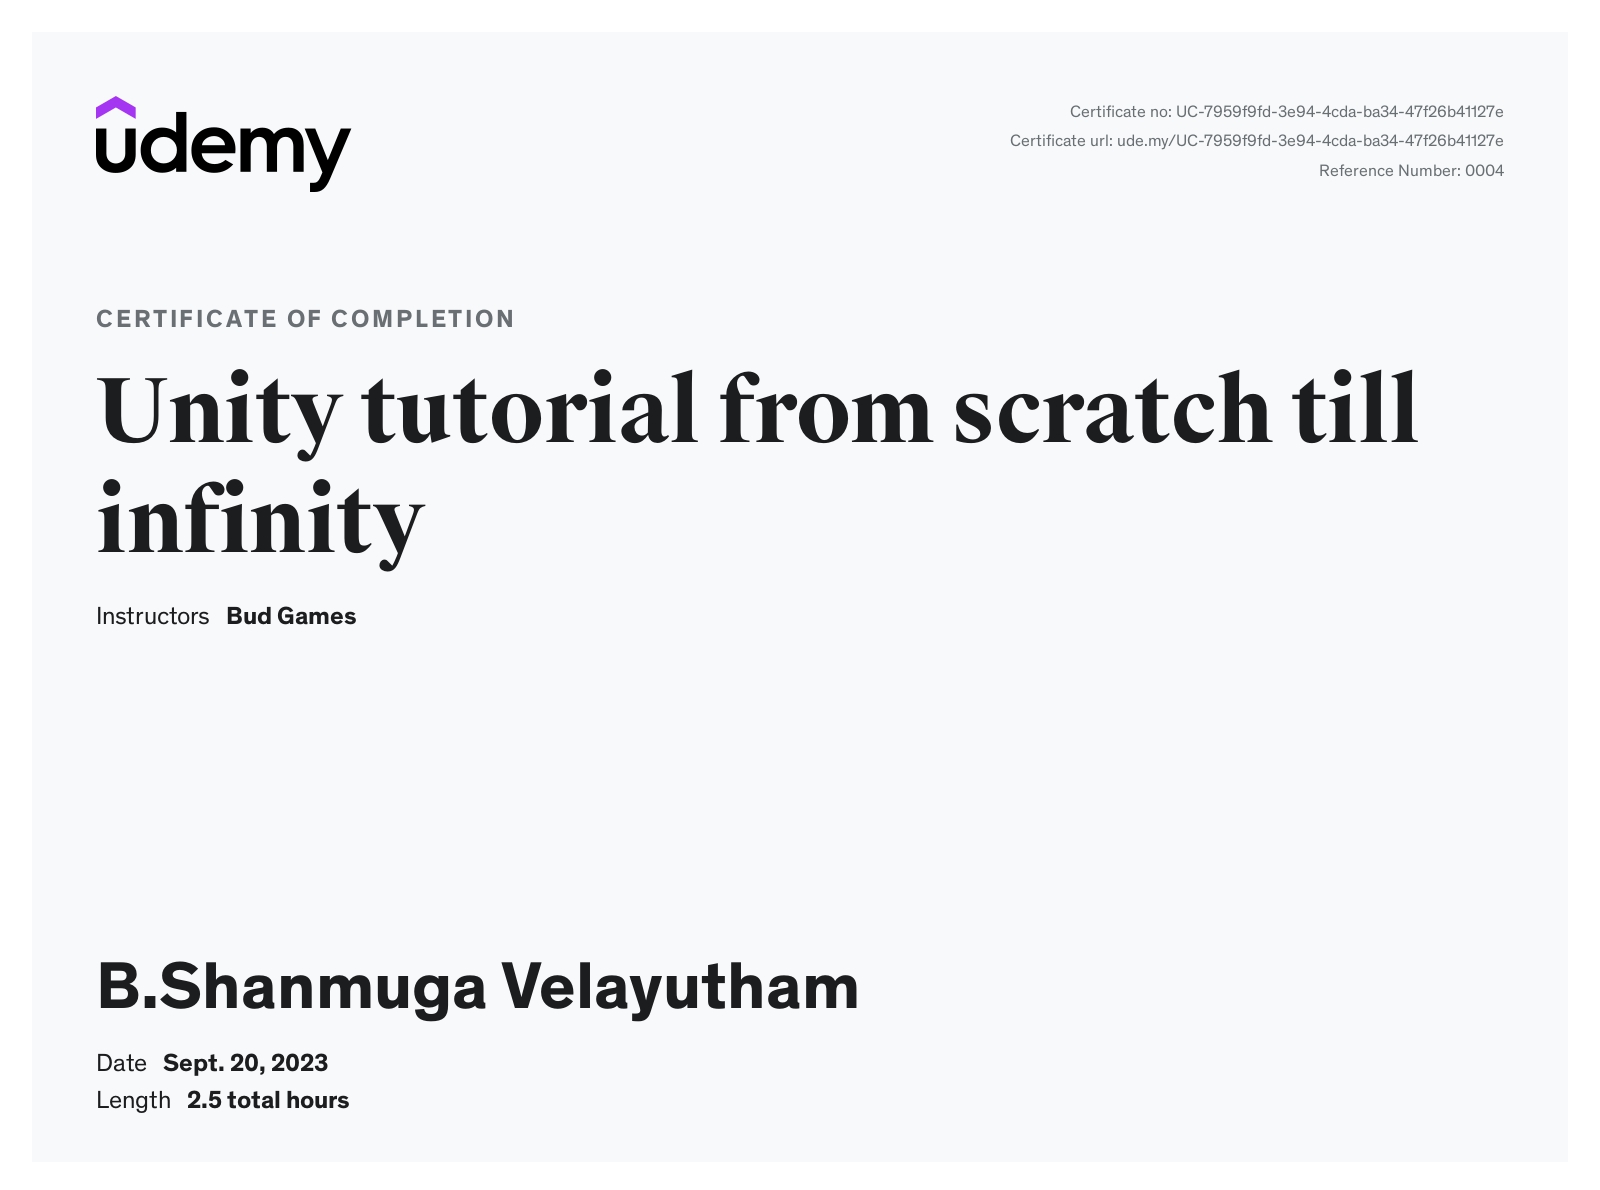 udemy
Certificate no: UC-7959f9fd-3e94-4cda-ba34-47f26b41127e
Certificate url: ude.my/UC-7959f9fd-3e94-4cda-ba34-47f26b41127e
Reference Number: 0004
CERTIFICATE OF COMPLETION
Unity tutorial from scratch till
infinity
Instructors Bud Games
B.Shanmuga Velayutham
Date Sept. 20, 2023
Length 2.5 total hours